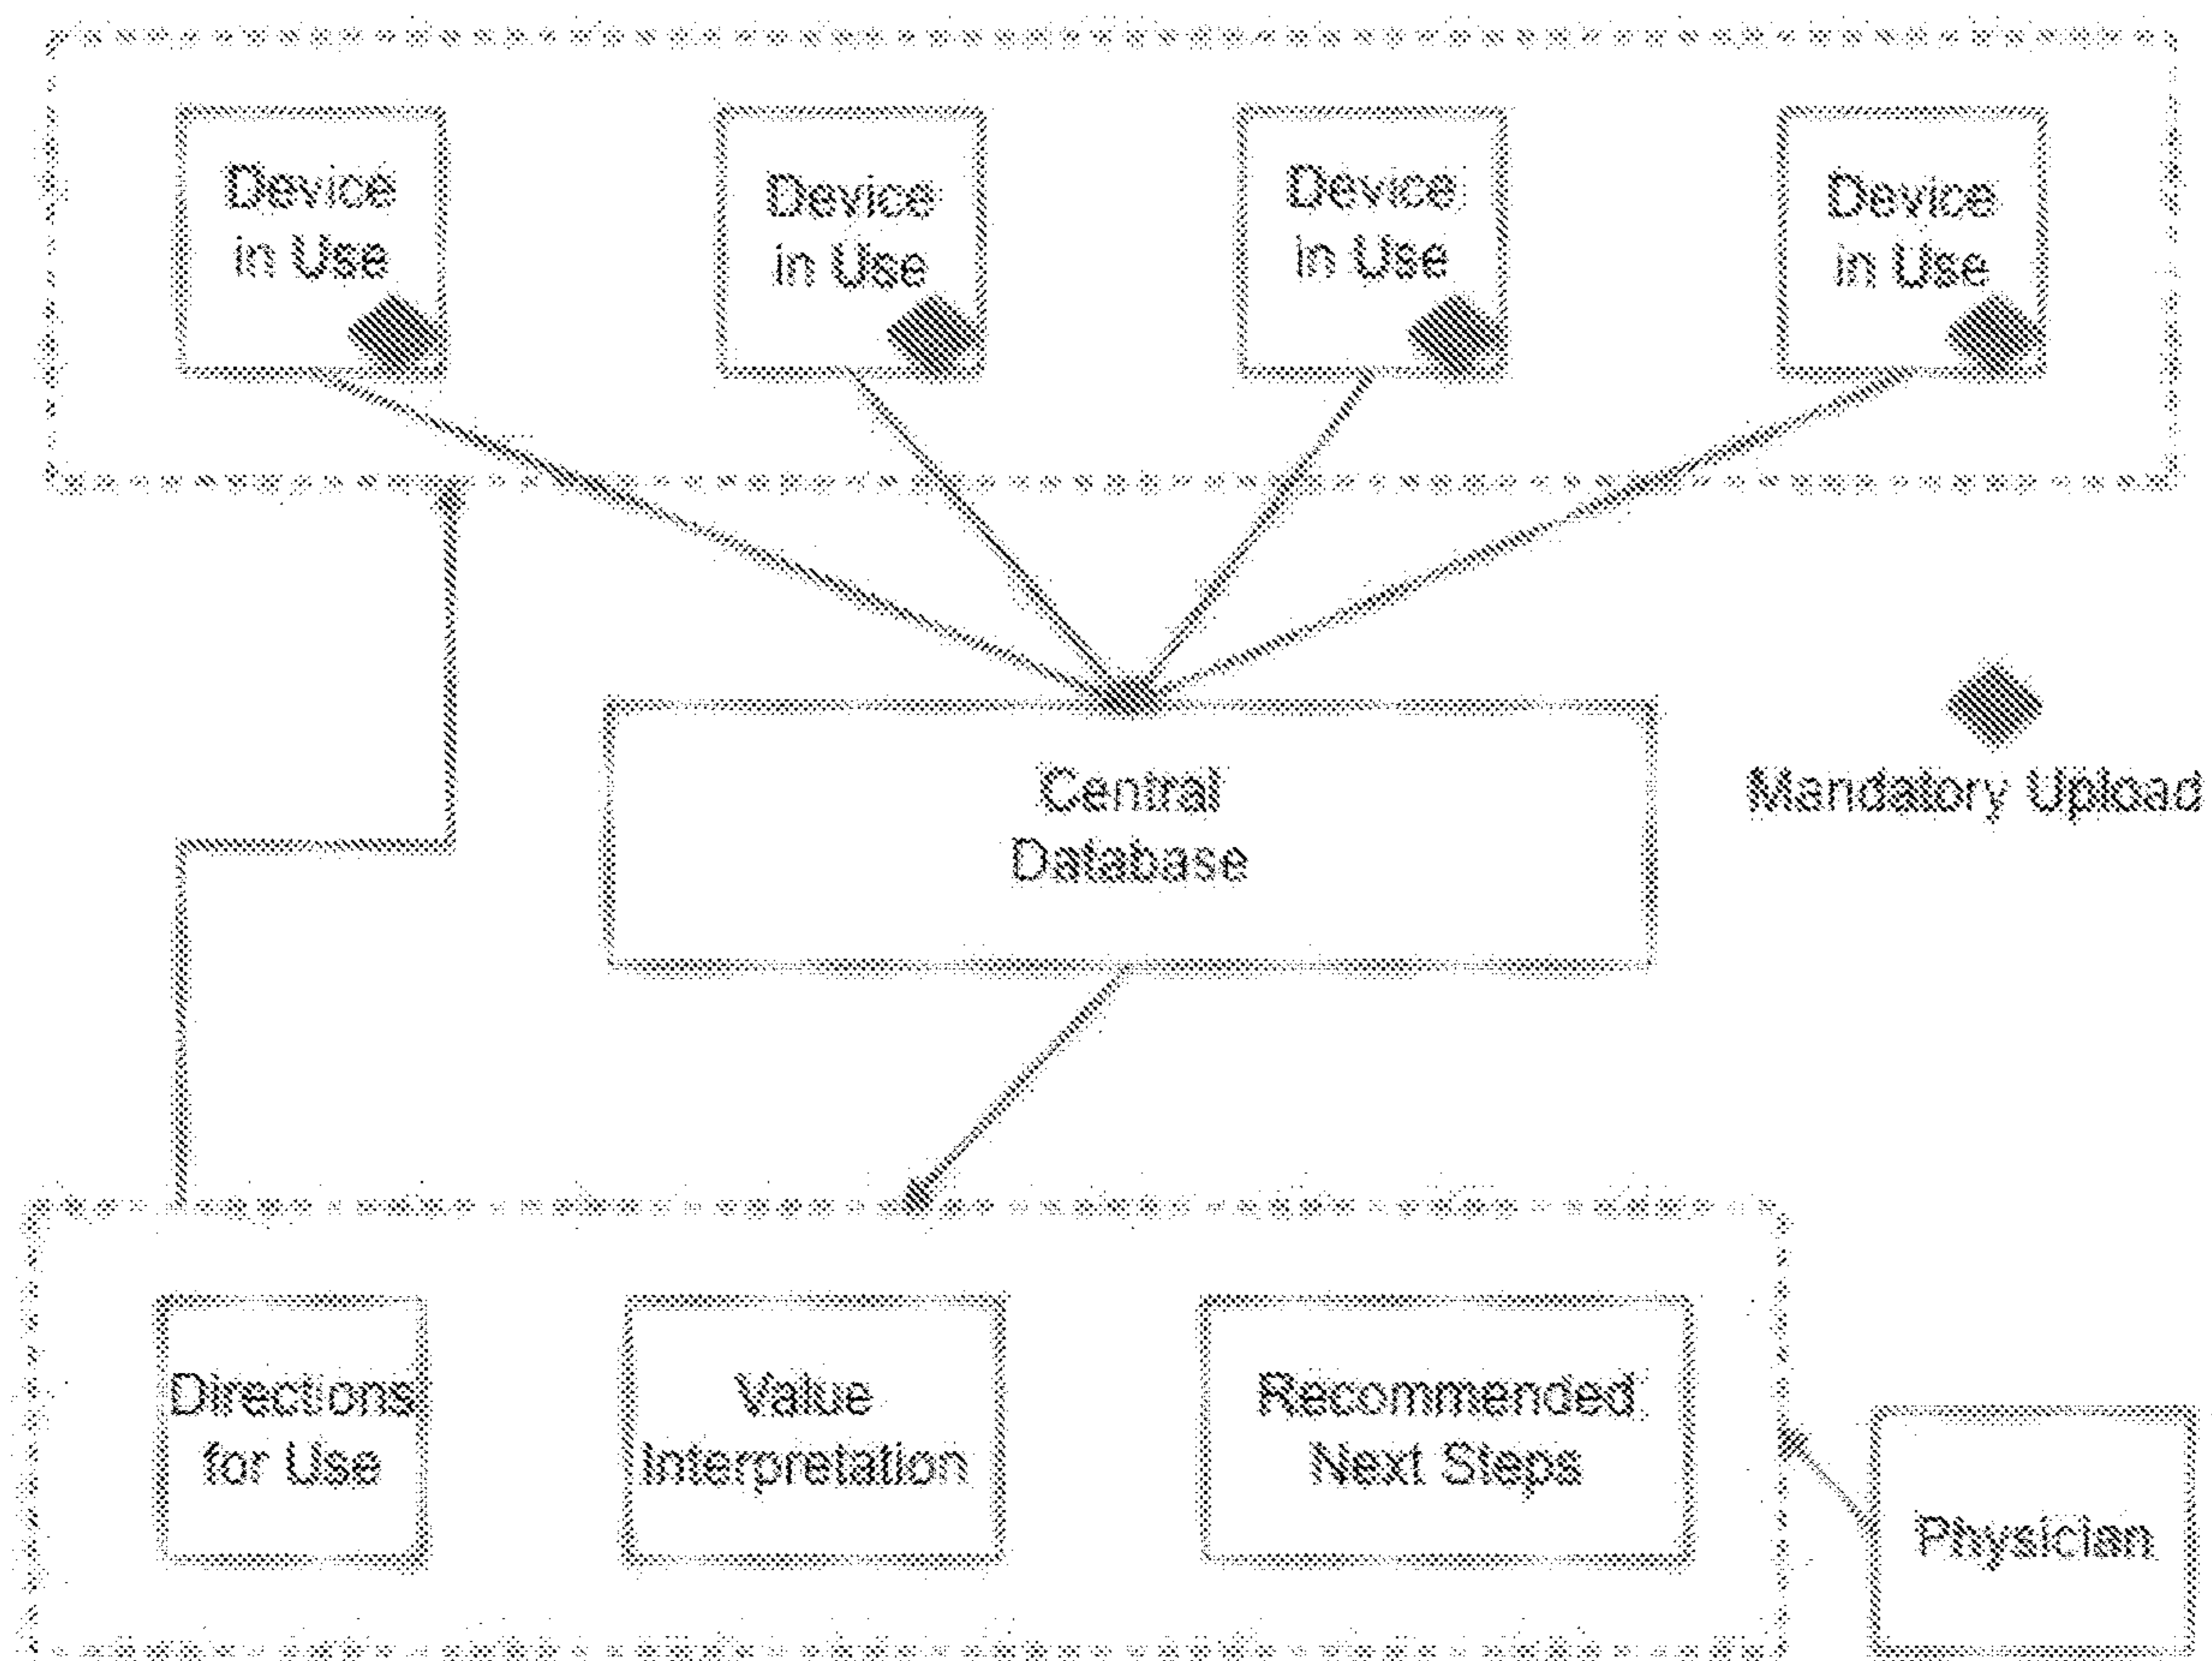 Device
in Use
Device
in Use
Device
in Use
Device
in Use
Central
Database
Mandatory Upload
Directions
for Use
Value
Interpretation
Recommended
Next Steps
Physician